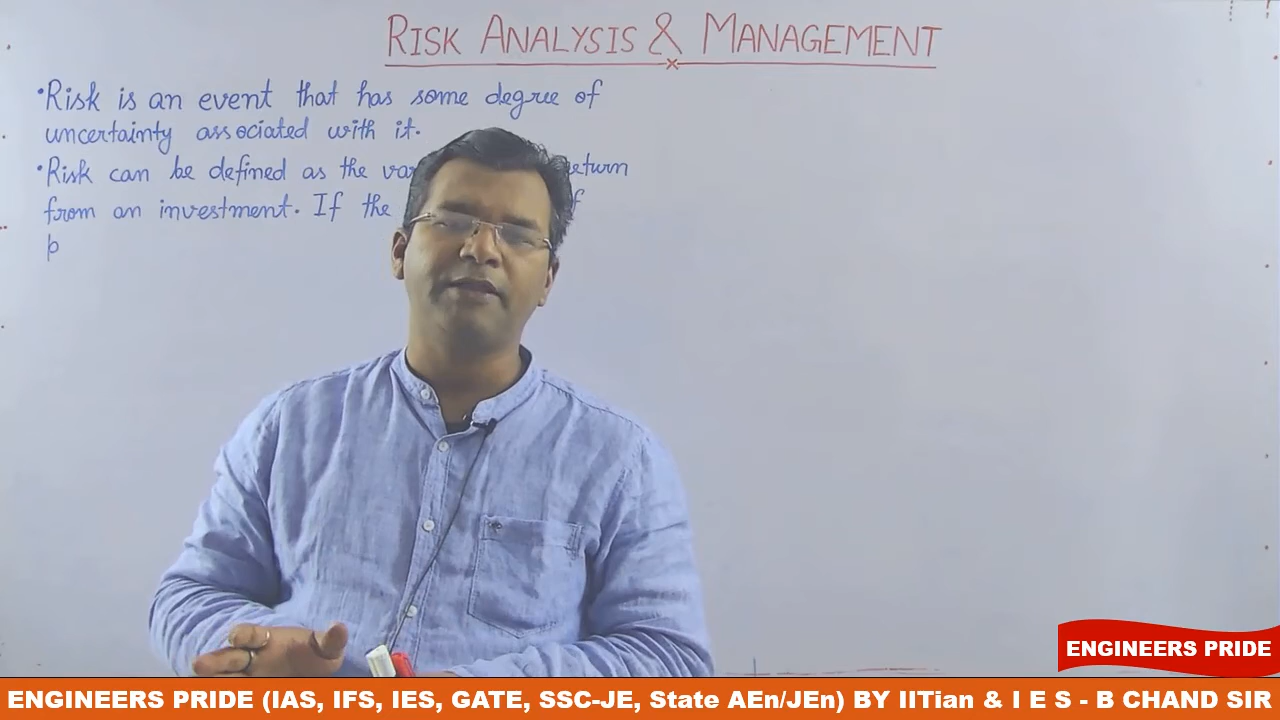 RISK ANALYSIS & MANAGEMENT
•Risk is an event that has some degree of
uncertainty associated with it.
•Risk can be defined as the return
from an investment. If the
p
ENGINEERS PRIDE
ENGINEERS PRIDE (IAS, IFS, IES, GATE, SSC-JE, State AEn/JEn) BY IITian & I E S - B CHAND SIR